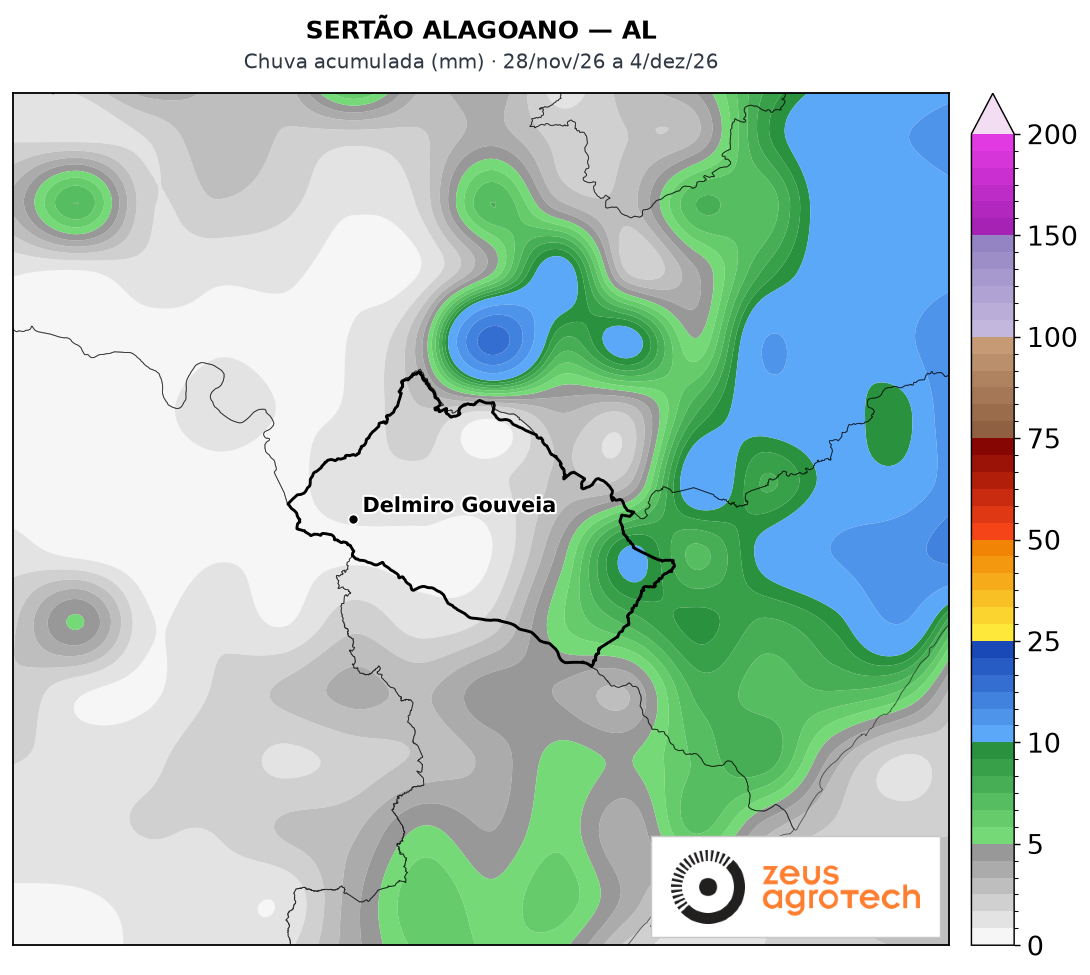 SERTÃO ALAGOANO — AL
Chuva acumulada (mm) · 28/nov/26 a 4/dez/26
200
150
100
75
50
25
10
5
0
Delmiro Gouveia
zeus
agrotech